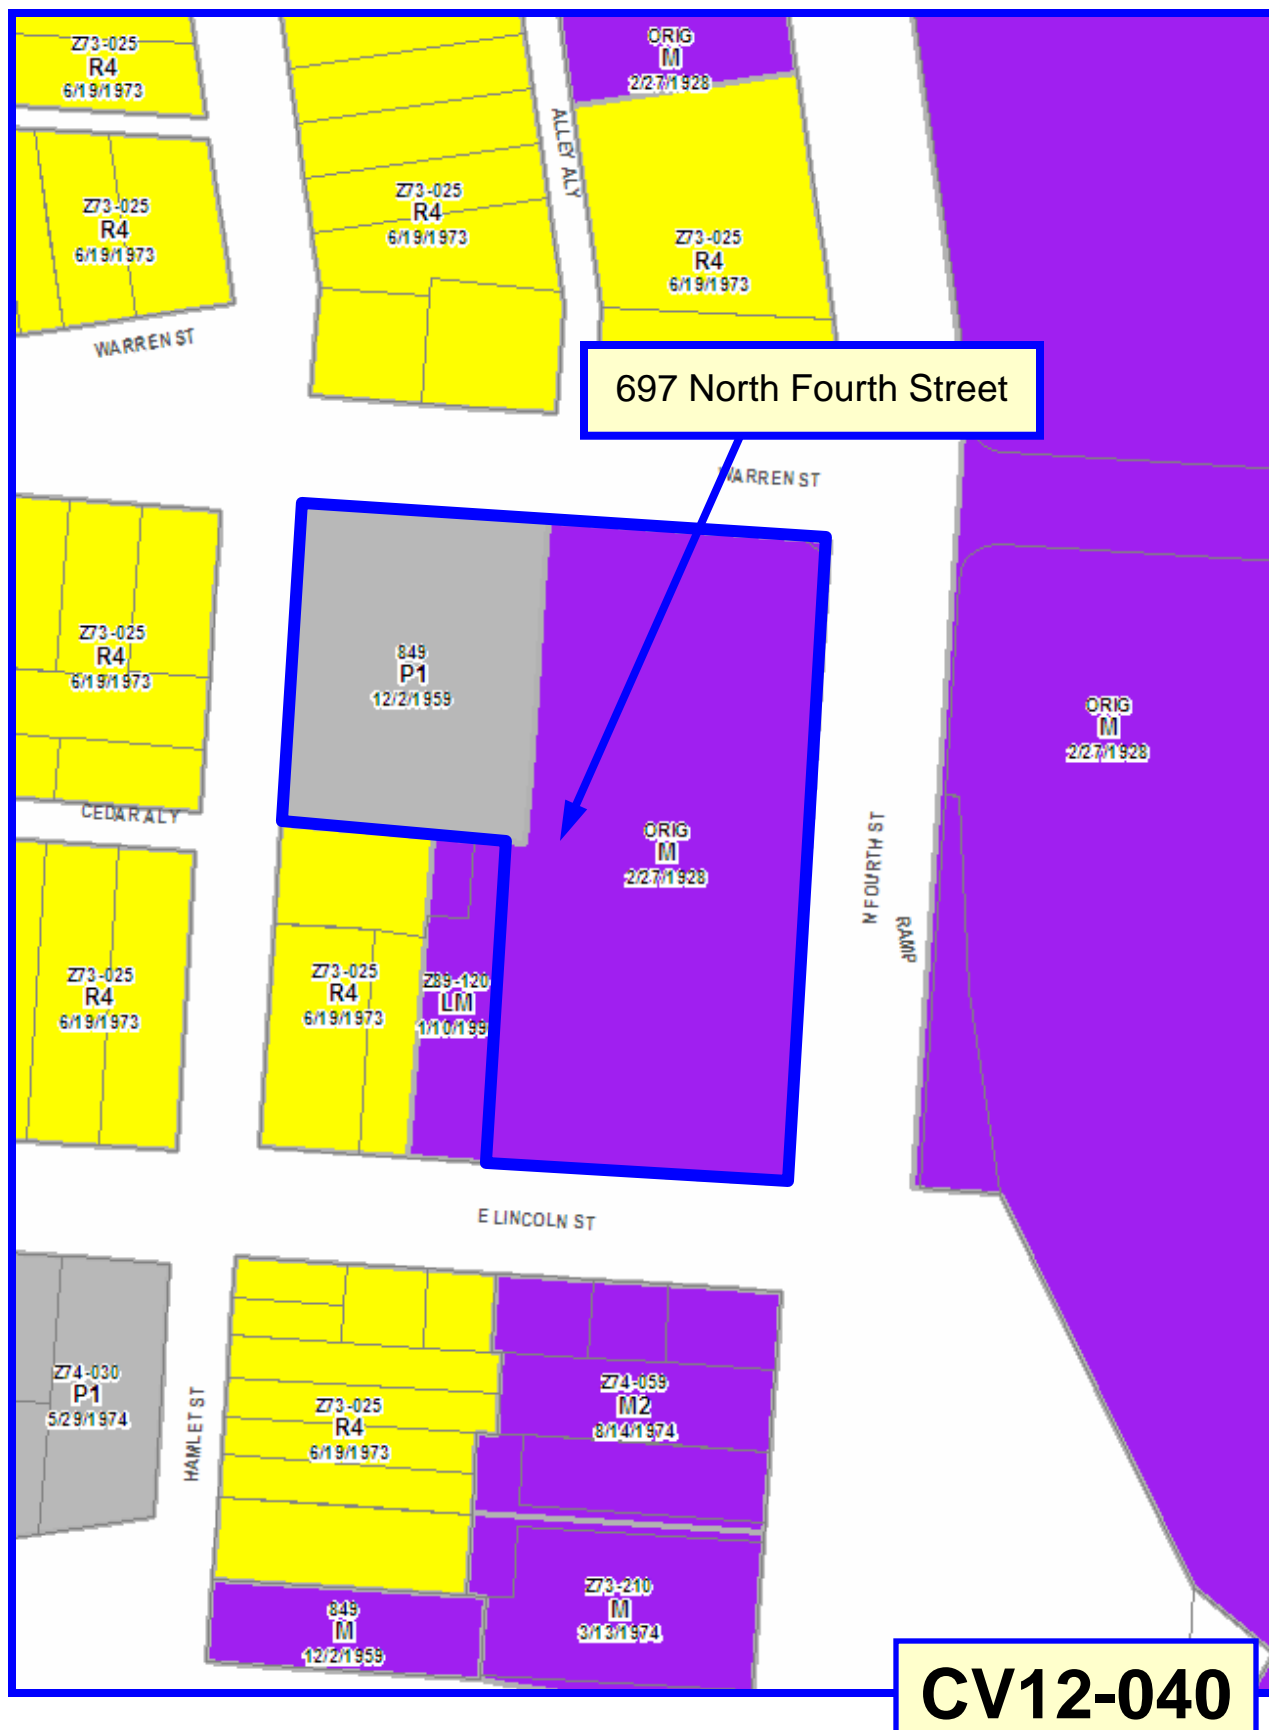 Z73-025
R4
6/19/1973
ORIG
M
2/27/1928
ALLEY ALY
Z73-025
R4
6/19/1973
Z73-025
R4
6/19/1973
Z73-025
R4
6/19/1973
WARREN ST
697 North Fourth Street
WARREN ST
Z73-025
R4
6/19/1973
849
P1
12/2/1959
ORIG
M
2/27/1928
CEDAR ALY
ORIG
M
2/27/1928
N FOURTH ST
RAMP
Z73-025
R4
6/19/1973
Z73-025
R4
6/19/1973
Z89-120
LM
1/10/199
E LINCOLN ST
Z74-030
P1
5/29/1974
HAMLET ST
Z73-025
R4
6/19/1973
Z74-059
M2
8/14/1974
849
M
12/2/1959
Z73-210
M
3/13/1974
CV12-040